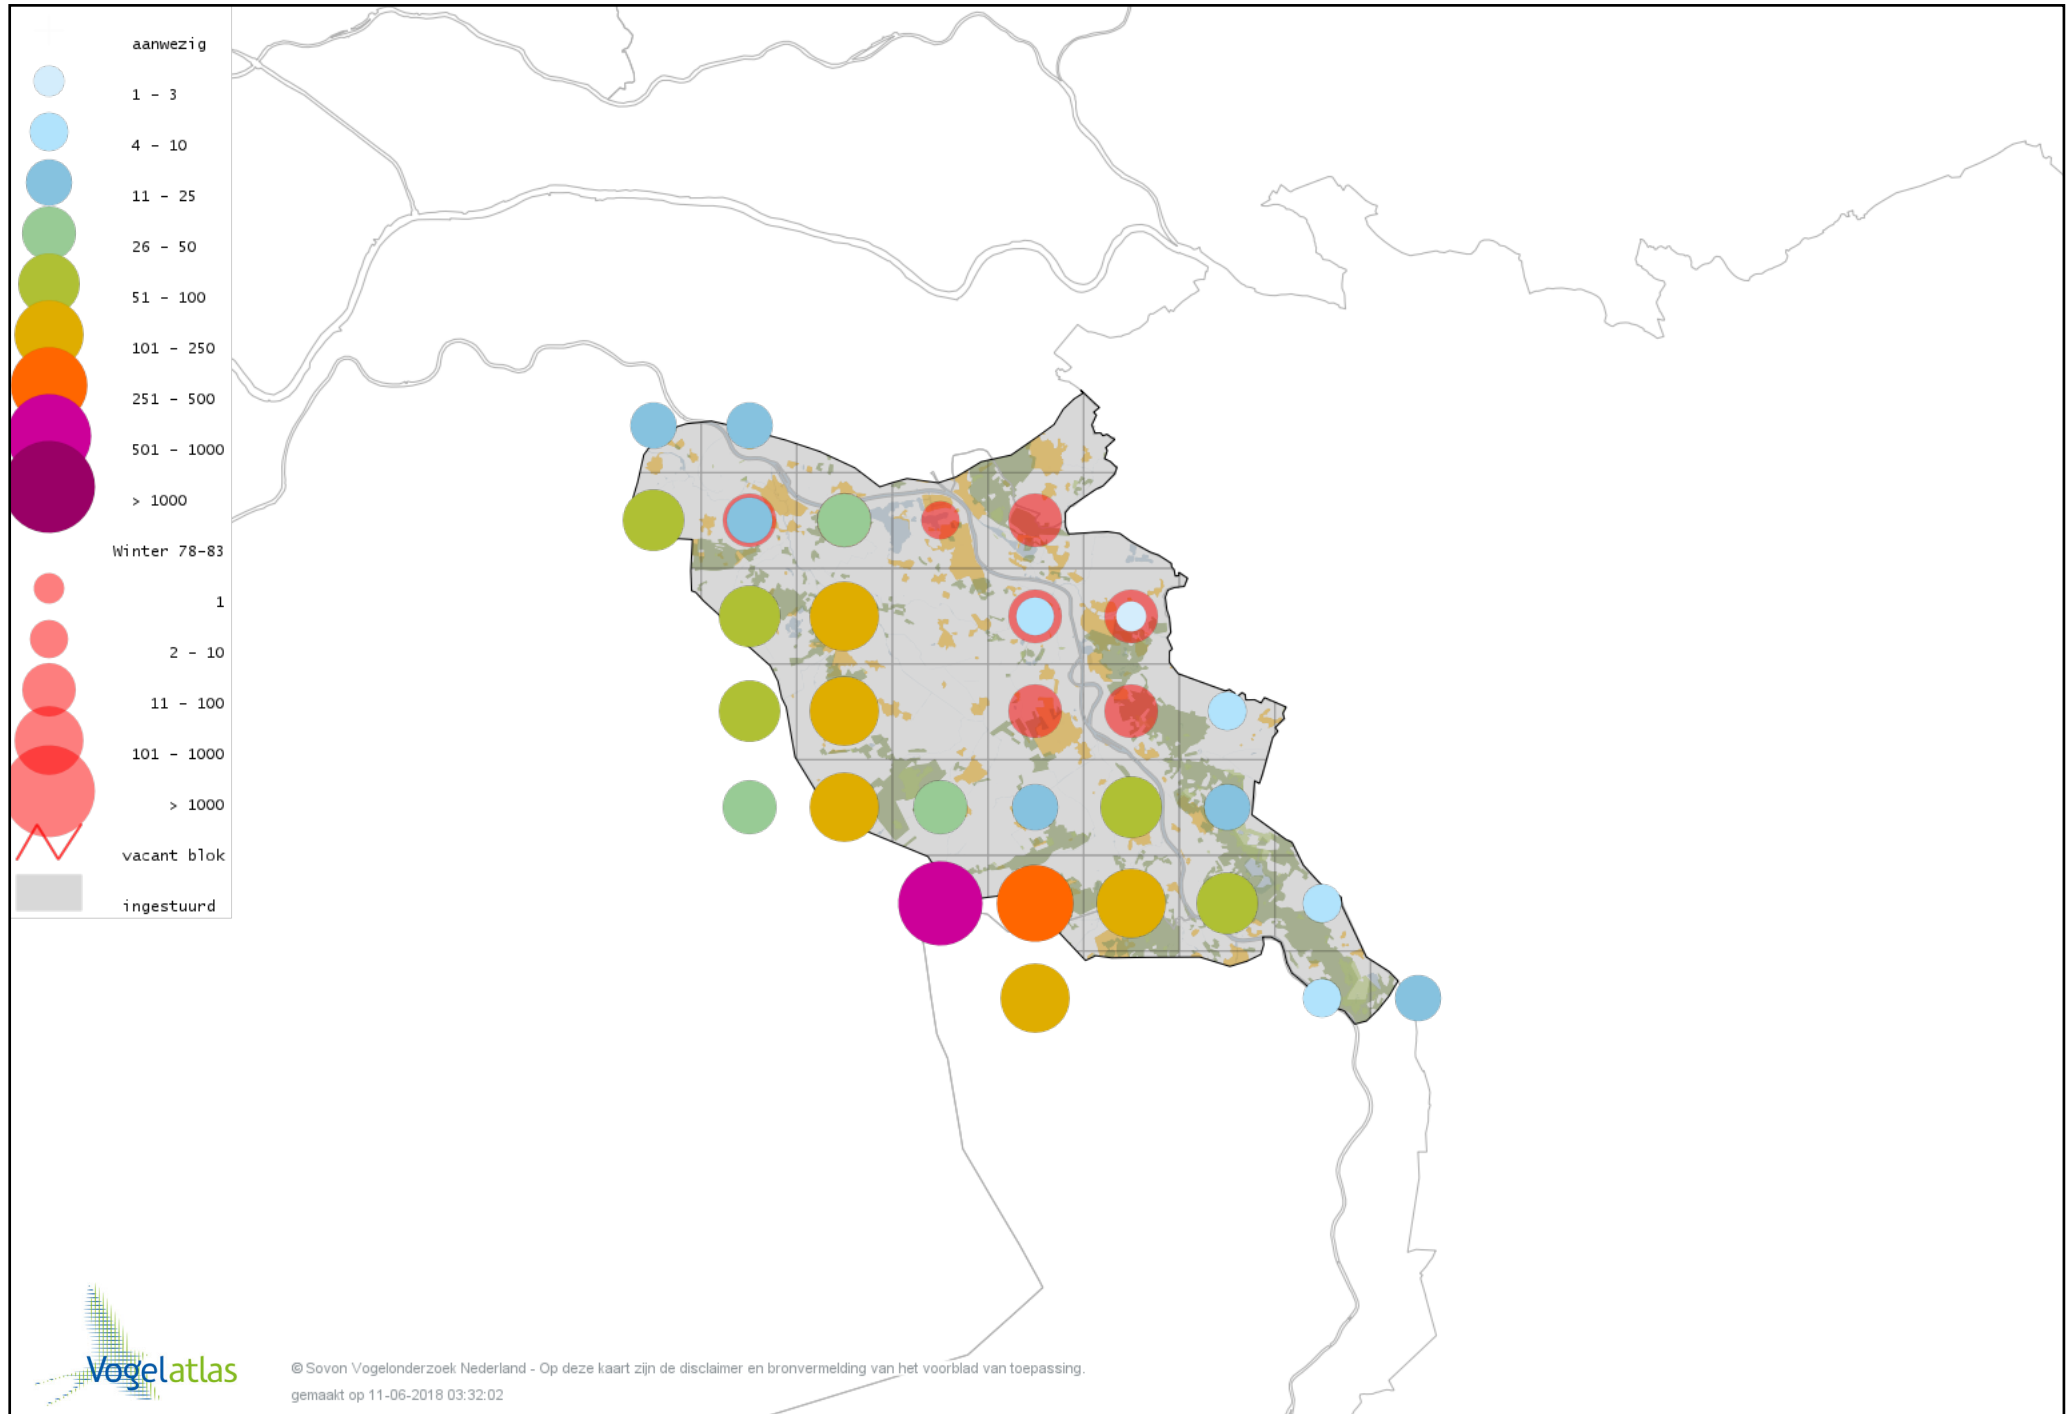 aanwezig
1 - 3
4 - 10
11 - 25
26 - 50
51 - 100
101 - 250
251 - 500
501 - 1000
> 1000
Winter 78-83
1
2 - 10
11 - 100
101 - 1000
> 1000
vacant blok
ingestuurd
Vogelatlas
© Sovon Vogelonderzoek Nederland - Op deze kaart zijn de disclaimer en bronvermelding van het voorblad van toepassing.
gemaakt op 11-06-2018 03:32:02